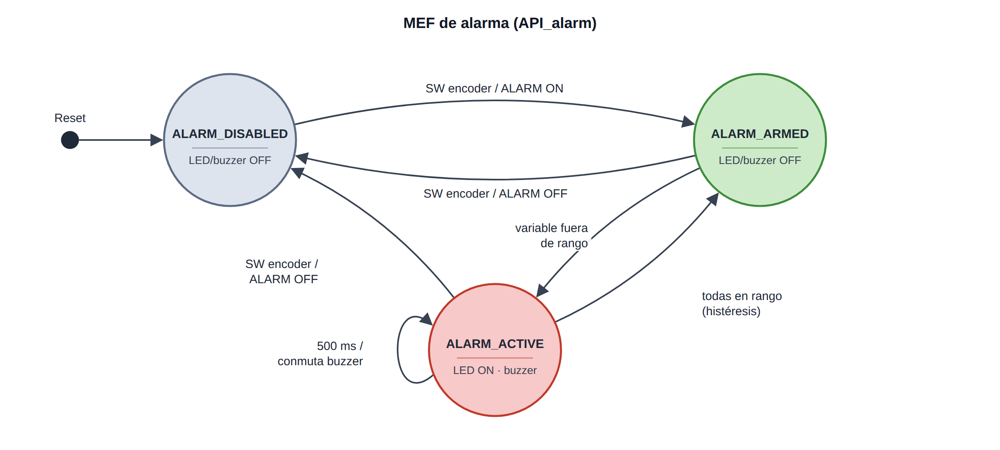 MEF de alarma (API_alarm)
SW encoder / ALARM ON
Reset
ALARM_DISABLED
LED/buzzer OFF
ALARM_ARMED
LED/buzzer OFF
SW encoder / ALARM OFF
variable fuera
de rango
SW encoder /
ALARM OFF
todas en rango
(histéresis)
500 ms /
conmuta buzzer
ALARM_ACTIVE
LED ON · buzzer